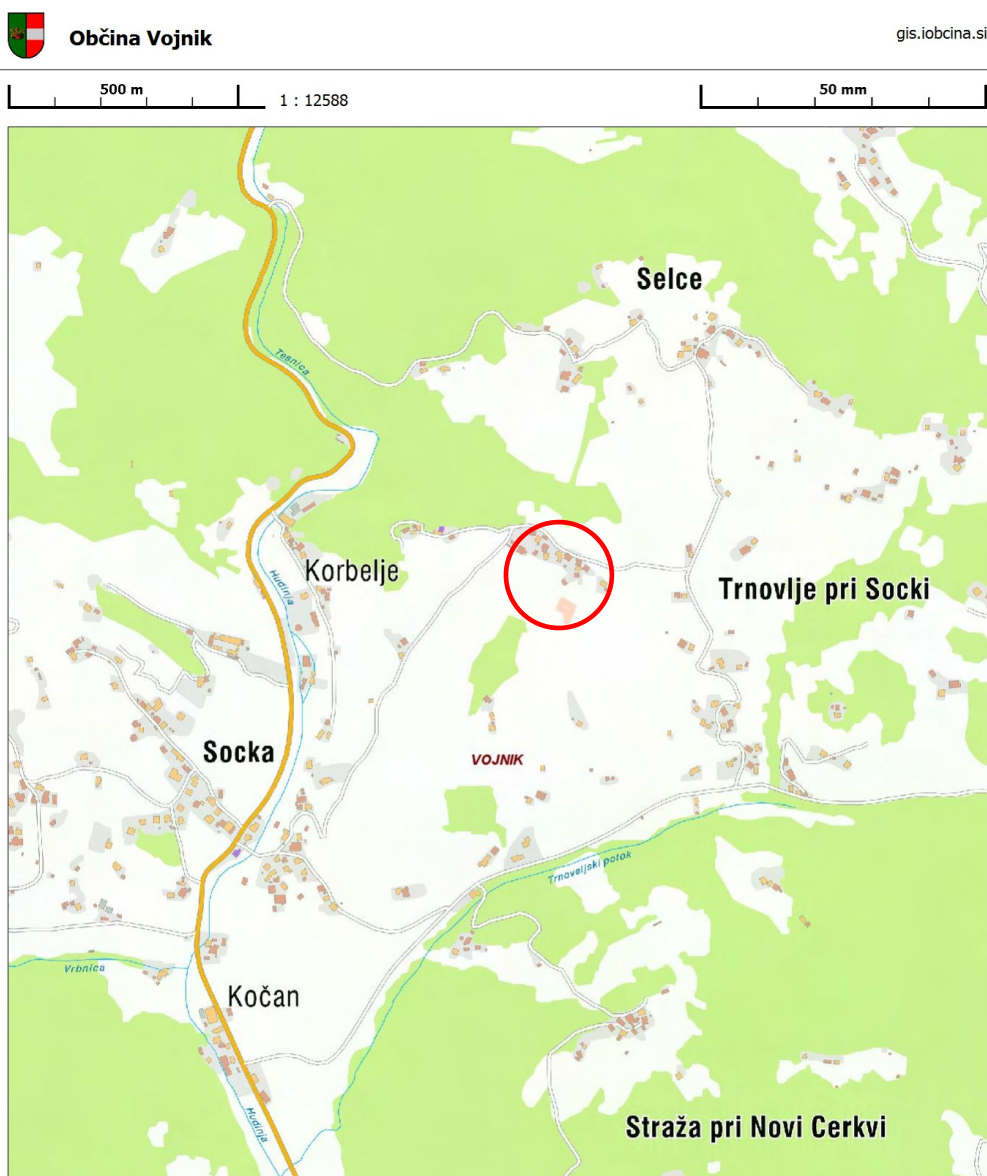 Občina Vojnik
gis.iobcina.si
500 m
1 : 12588
50 mm
Selce
Tesnica
Korbelje
Hudinja
Trnovlje pri Socki
Socka
VOJNIK
Trnoveljski potok
Vrbnica
Kočan
Hudinja
Straža pri Novi Cerkvi